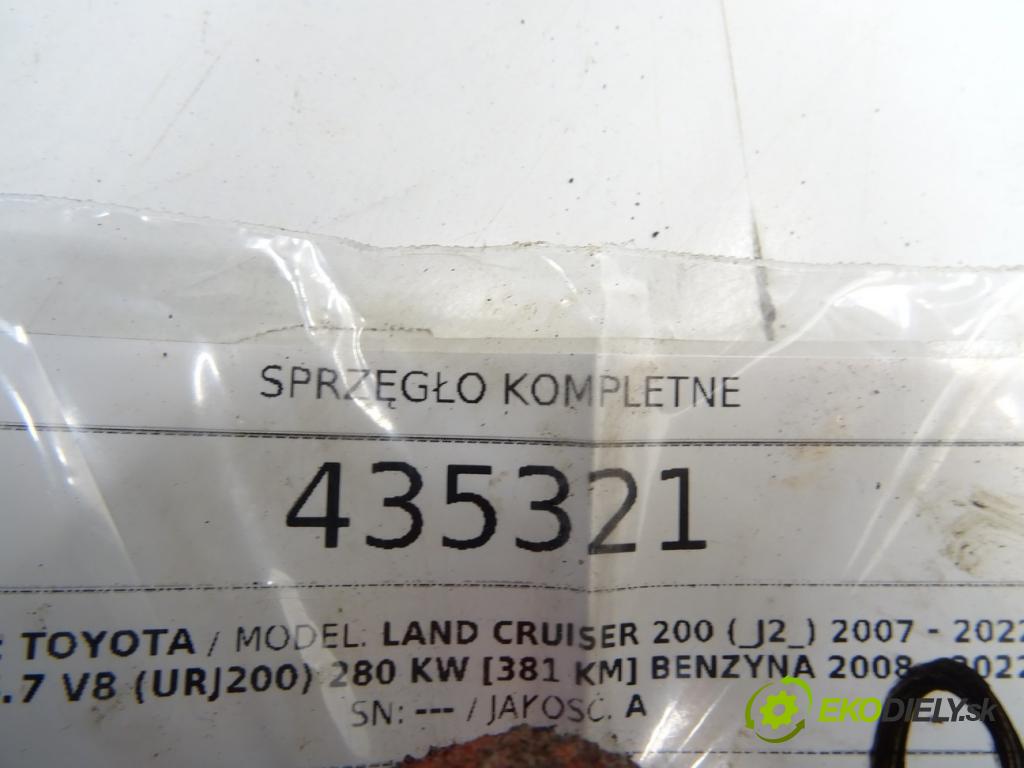 SPRZĘGŁO KOMPLETNE
435321
: TOYOTA / MODEL: LAND CRUISER 200 (_J2_) 2007 - 2022
.7 V8 (URJ200) 280 KW [381 KM] BENZYNA 2008 - 2022
SN: --- / JAKOŚĆ: A
EKODIELY.sk